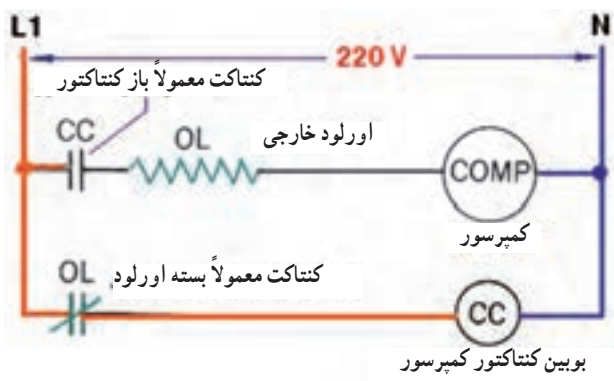 L1 N
220 V
کنتاکت معمولاً باز کنتاکتور
CC OL اورلود خارجی
COMP
کمپرسور
OL کنتاکت معمولاً بسته اورلود
CC
بوبین کنتاکتور کمپرسور